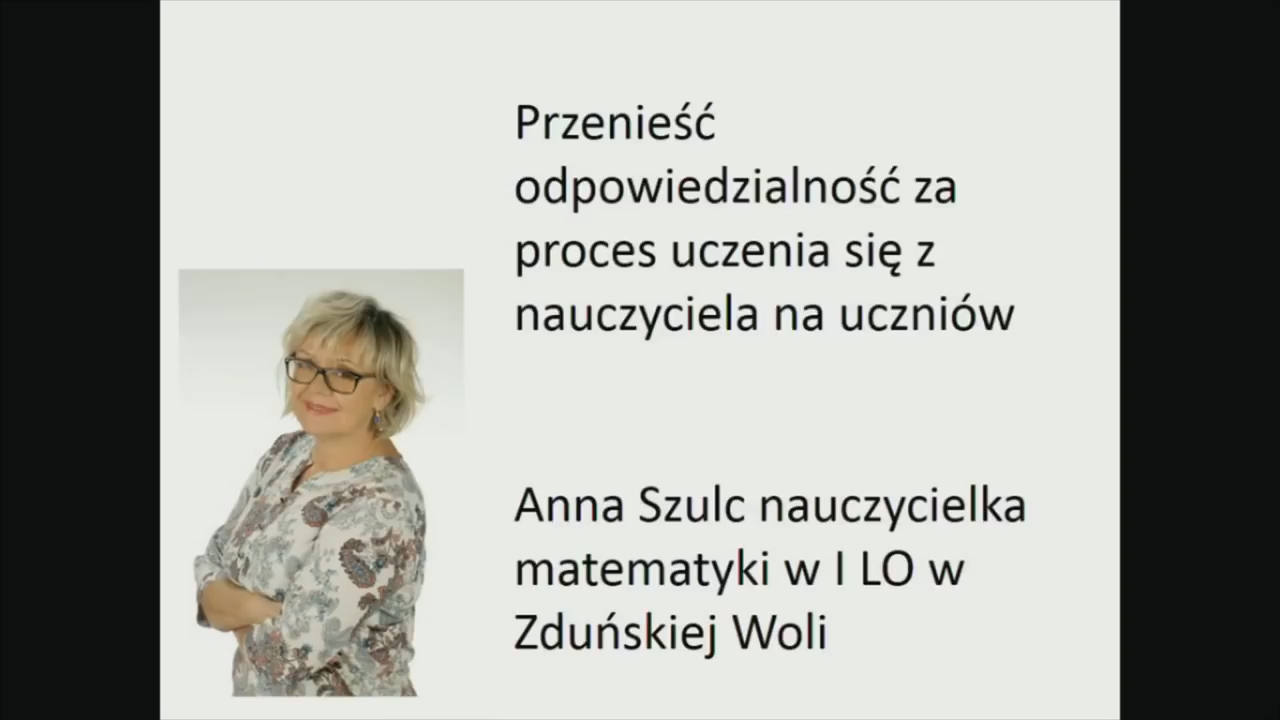 Przenieść
odpowiedzialność za
proces uczenia się z
nauczyciela na uczniów
Anna Szulc nauczycielka
matematyki w I LO w
Zduńskiej Woli